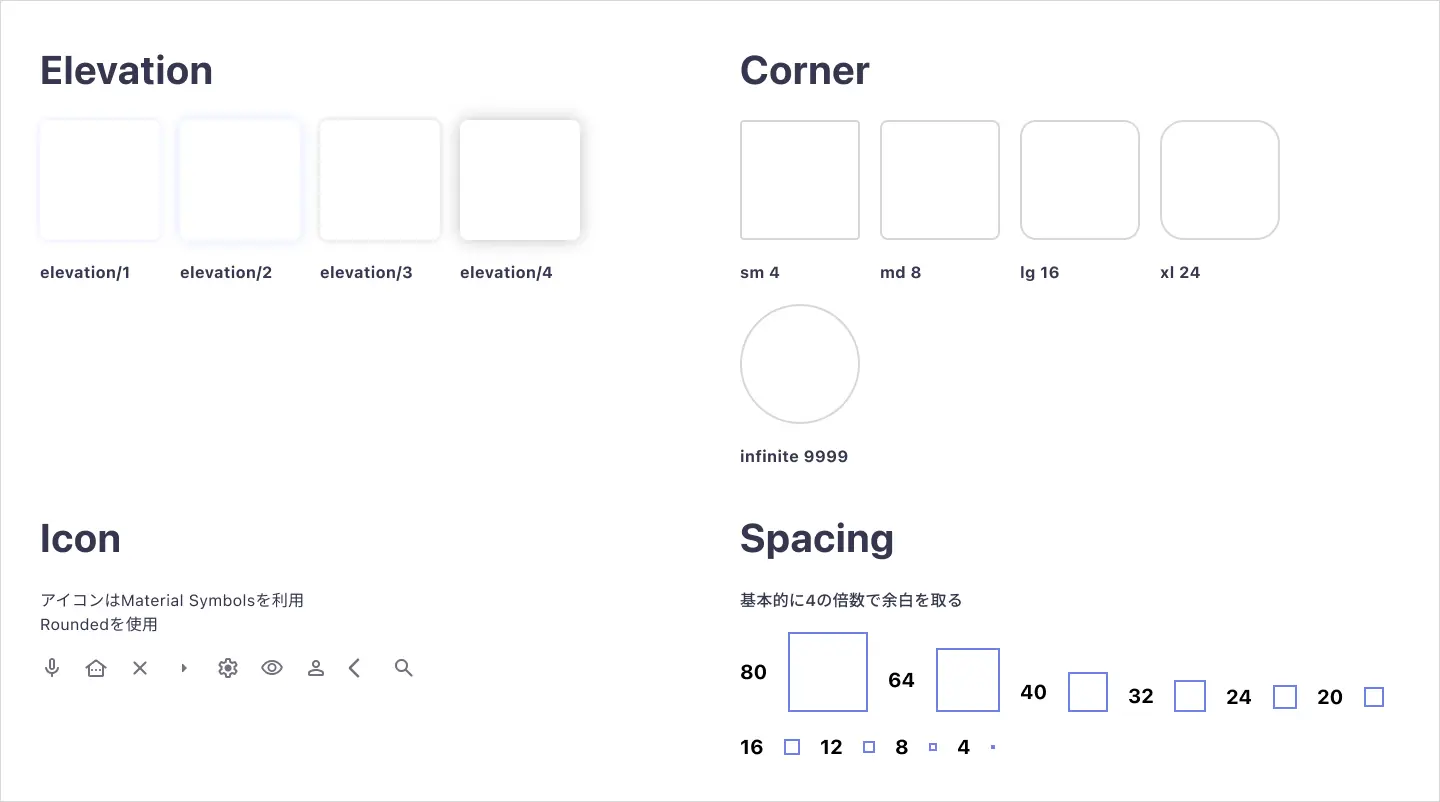 Elevation
elevation/1
elevation/2
elevation/3
elevation/4
Corner
sm 4
md 8
lg 16
xl 24
infinite 9999
Icon
アイコンはMaterial Symbolsを利用
Roundedを使用
Spacing
基本的に4の倍数で余白を取る
80
64
40
32
24
20
16
12
8
4